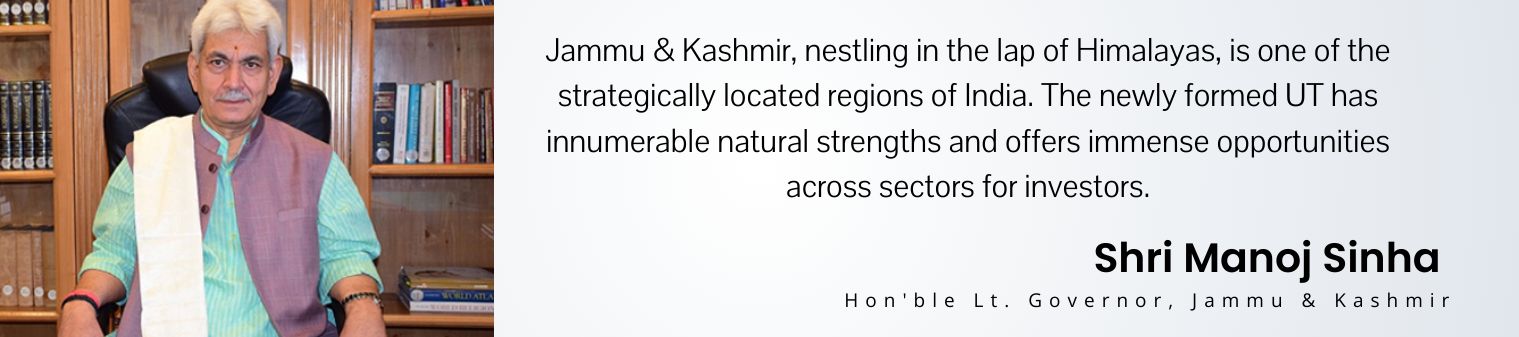 Jammu & Kashmir, nestling in the lap of Himalayas, is one of the
strategically located regions of India. The newly formed UT has
innumerable natural strengths and offers immense opportunities
across sectors for investors.
Shri Manoj Sinha
Hon'ble Lt. Governor, Jammu & Kashmir
WORLD ATLA